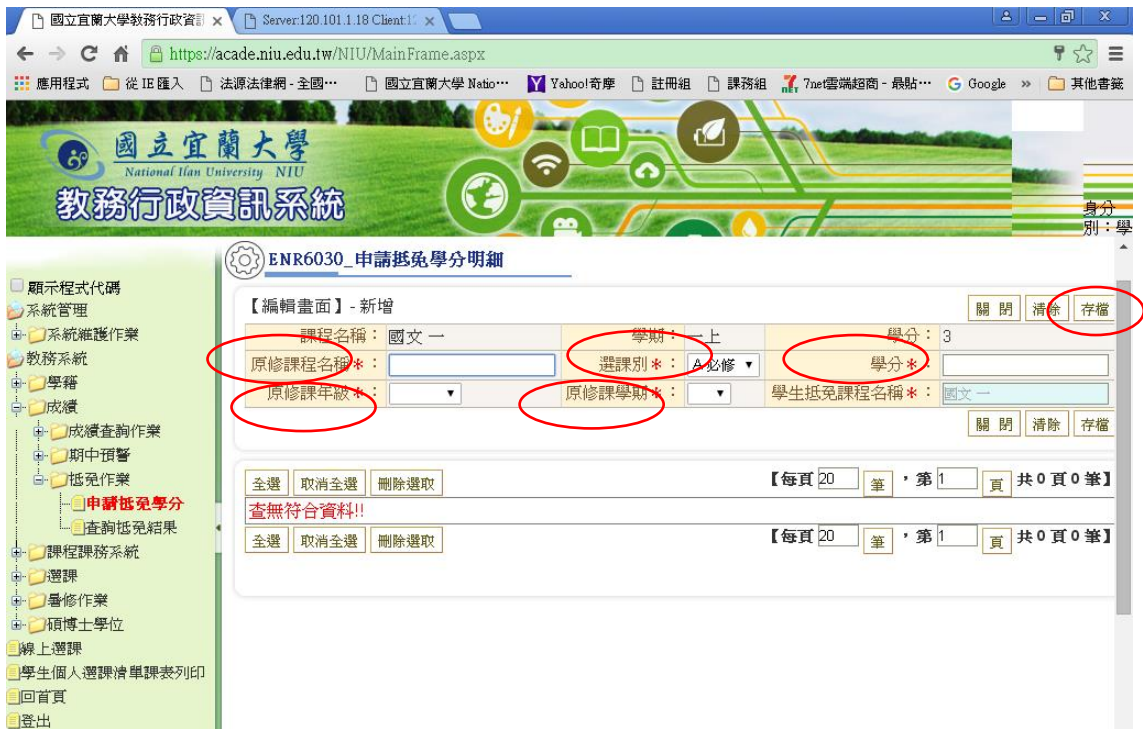 國立宜蘭大學教務行政資訊
Server:120.101.1.18 Client:1
https://acade.niu.edu.tw/NIU/MainFrame.aspx
應用程式 從 IE 匯入 法源法律網 - 全國… 國立宜蘭大學 Natio… Yahoo!奇摩 註冊組 課務組 7net雲端超商 - 最貼… Google » 其他書籤
國立宜蘭大學
National Ilan University NIU
教務行政資訊系統
身分
別：學
顯示程式代碼
系統管理
系統維護作業
教務系統
學籍
成績
成績查詢作業
期中預警
抵免作業
申請抵免學分
查詢抵免結果
課程課務系統
選課
暑修作業
碩博士學位
線上選課
學生個人選課清單課表列印
回首頁
登出
ENR6030_申請抵免學分明細
【編輯畫面】- 新增 關 閉 清除 存檔
課程名稱： 國文 一 學期： 一上 學分： 3
原修課程名稱＊： 選課別＊： A 必修 學分＊：
原修課年級＊： 原修課學期＊： 學生抵免課程名稱＊： 國文 一
關 閉 清除 存檔
全選 取消全選 刪除選取 【每頁 20 筆 ，第 1 頁 共 0 頁 0 筆】
查無符合資料!!
全選 取消全選 刪除選取 【每頁 20 筆 ，第 1 頁 共 0 頁 0 筆】